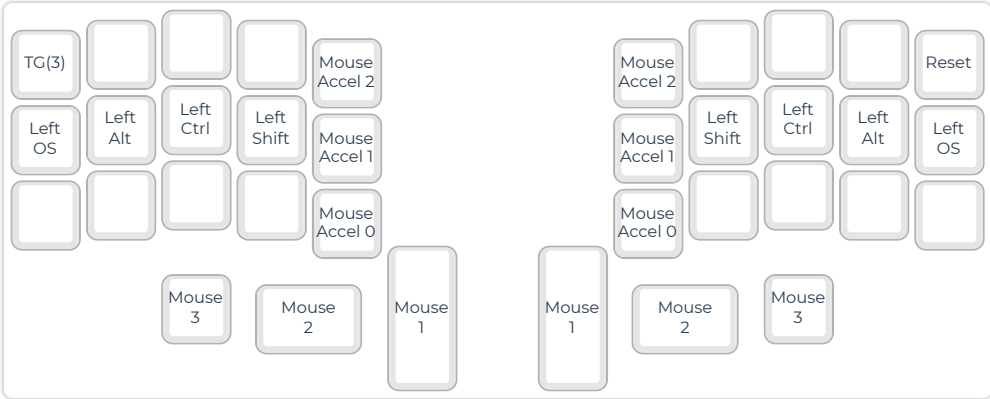 TG(3)
Mouse
Accel 2
Mouse
Accel 2
Reset
Left
OS
Left
Alt
Left
Ctrl
Left
Shift
Mouse
Accel 1
Mouse
Accel 1
Left
Shift
Left
Ctrl
Left
Alt
Left
OS
Mouse
Accel 0
Mouse
Accel 0
Mouse
3
Mouse
2
Mouse
1
Mouse
1
Mouse
2
Mouse
3